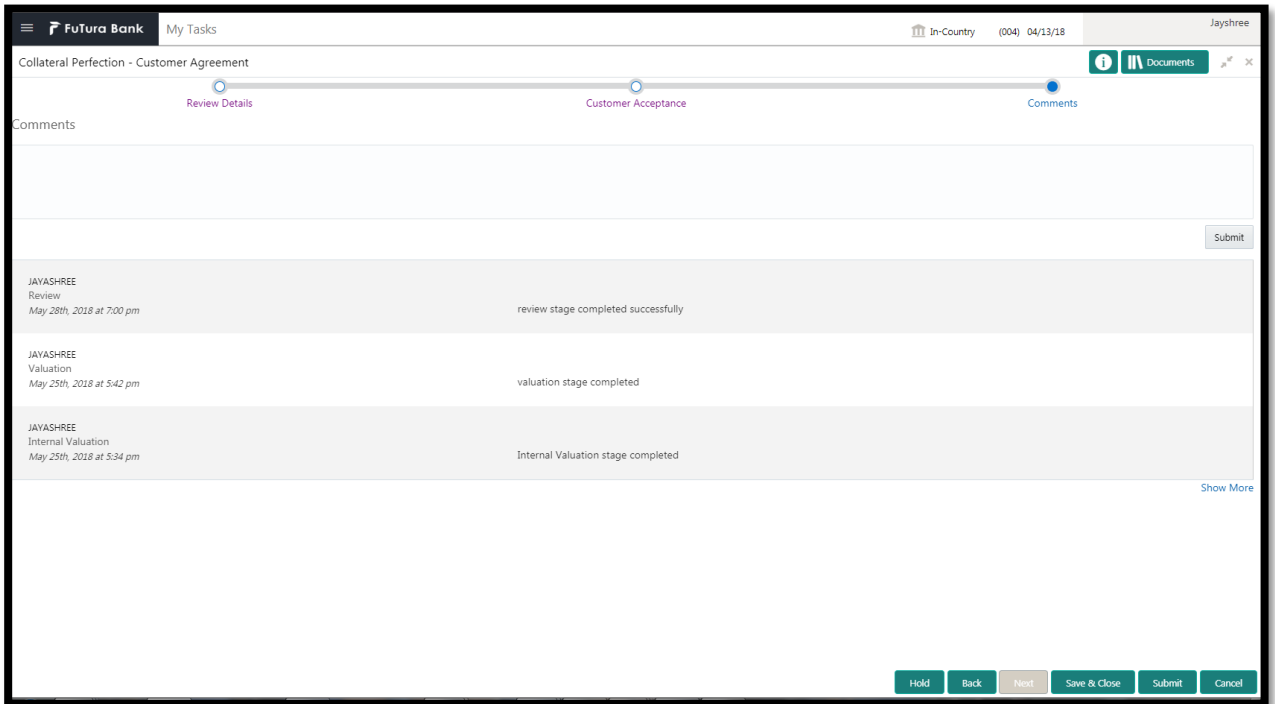 FuTura Bank
My Tasks
In-Country (004) 04/13/18
Jayshree
Collateral Perfection - Customer Agreement
Documents
Review Details
Customer Acceptance
Comments
Comments
Submit
JAYASHREE
Review
May 28th, 2018 at 7:00 pm
review stage completed successfully
JAYASHREE
Valuation
May 25th, 2018 at 5:42 pm
valuation stage completed
JAYASHREE
Internal Valuation
May 25th, 2018 at 5:34 pm
Internal Valuation stage completed
Show More
Hold Back Next Save & Close Submit Cancel